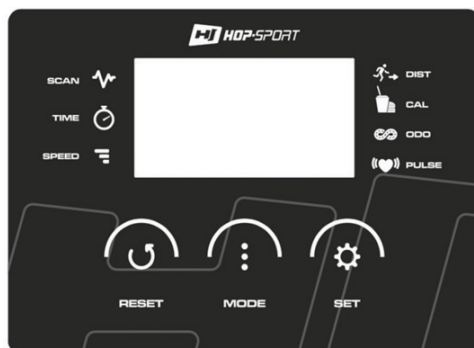 HOP-SPORT
SCAN
TIME
SPEED
DIST
CAL
ODO
PULSE
RESET
MODE
SET